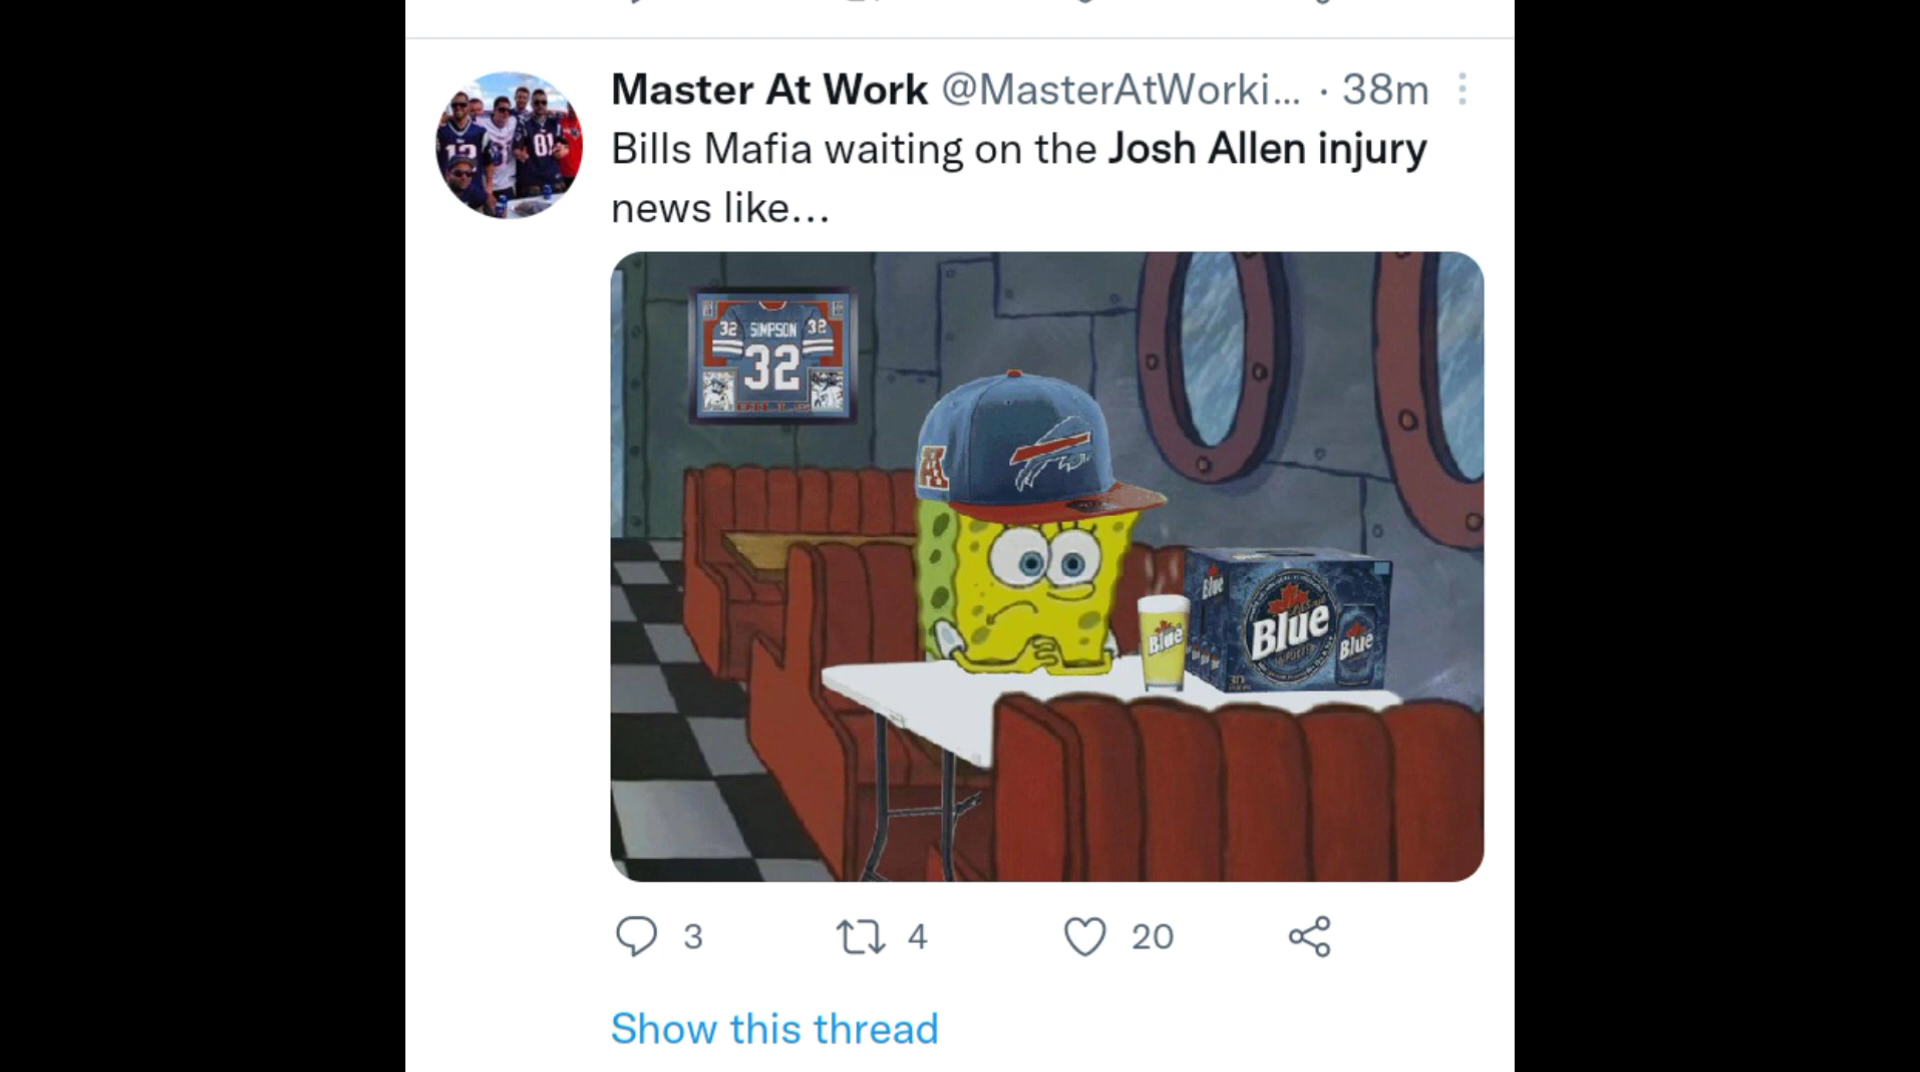 Master At Work @MasterAtWorki... · 38m
Bills Mafia waiting on the Josh Allen injury
news like...
32 SIMPSON 32
32
Blue
Blue
Blue
Blue
3 4 20
Show this thread